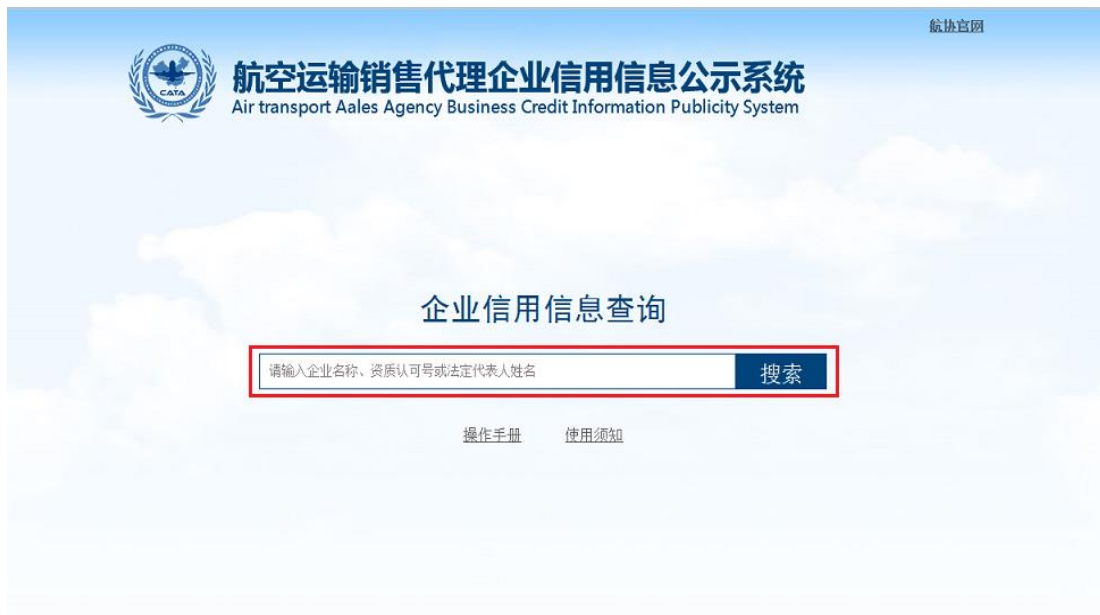 航协官网
CATA
航空运输销售代理企业信用信息公示系统
Air transport Aales Agency Business Credit Information Publicity System
企业信用信息查询
请输入企业名称、资质认可号或法定代表人姓名
搜索
操作手册 使用须知